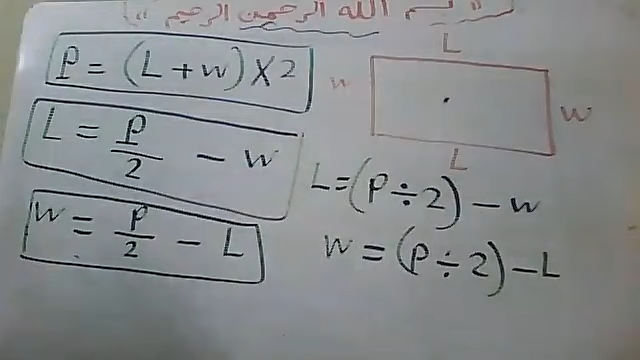 بسم الله الرحمن الرحيم
P = (L + W) X 2
L
W
W
L
L = P/2 - W
L = (P ÷ 2) - W
W = P/2 - L
W = (P ÷ 2) - L